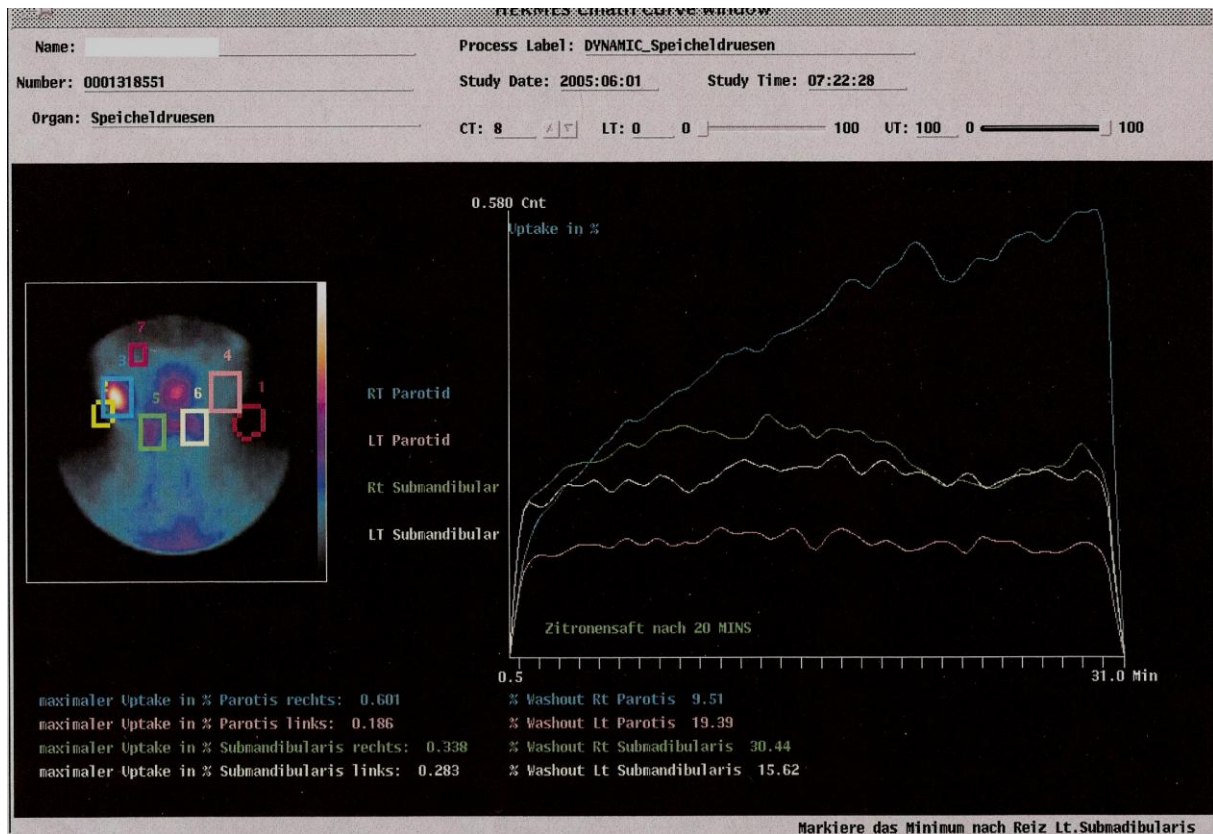 HERMES Cmatif Curve window
Name:
Process Label: DYNAMIC_Speicheldruesen
Number: 0001318551
Study Date: 2005:06:01 Study Time: 07:22:28
Organ: Speicheldruesen
CT: 8 LT: 0 0 100 UT: 100 0 100
0.580 Cnt
Uptake in %
7
3
4
5
6
1
RT Parotid
LT Parotid
Rt Submandibular
LT Submandibular
Zitronensaft nach 20 MINS
0.5
31.0 Min
maximaler Uptake in % Parotis rechts: 0.601
% Washout Rt Parotis 9.51
maximaler Uptake in % Parotis links: 0.186
% Washout Lt Parotis 19.39
maximaler Uptake in % Submandibularis rechts: 0.338
% Washout Rt Submadibularis 30.44
maximaler Uptake in % Submandibularis links: 0.283
% Washout Lt Submandibularis 15.62
Markiere das Minimum nach Reiz Lt.Submadibularis